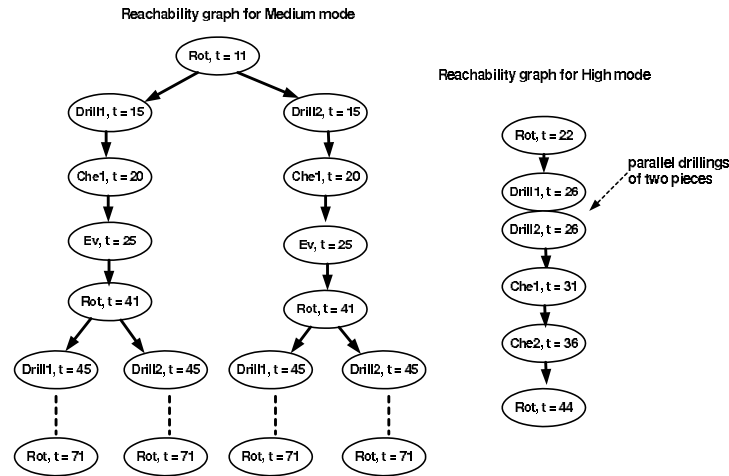 Reachability graph for Medium mode
Rot, t = 11
Drill1, t = 15
Drill2, t = 15
Che1, t = 20
Che1, t = 20
Ev, t = 25
Ev, t = 25
Rot, t = 41
Rot, t = 41
Drill1, t = 45
Drill2, t = 45
Drill1, t = 45
Drill2, t = 45
Rot, t = 71
Rot, t = 71
Rot, t = 71
Rot, t = 71
Reachability graph for High mode
Rot, t = 22
parallel drillings
of two pieces
Drill1, t = 26
Drill2, t = 26
Che1, t = 31
Che2, t = 36
Rot, t = 44